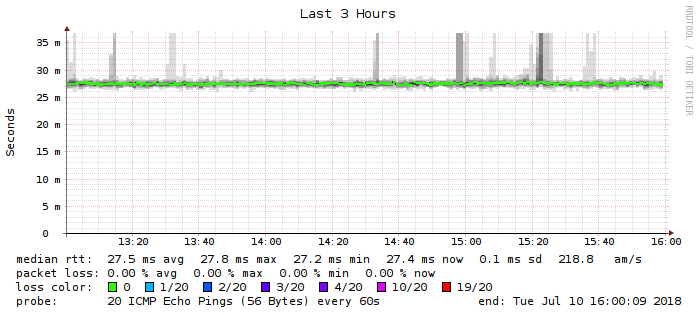 Last 3 Hours
RRDTOOL / TOBI OETIKER
Seconds
35 m
30 m
25 m
20 m
15 m
10 m
5 m
0
13:20 13:40 14:00 14:20 14:40 15:00 15:20 15:40 16:00
median rtt: 27.5 ms avg 27.8 ms max 27.2 ms min 27.4 ms now 0.1 ms sd 218.8 am/s
packet loss: 0.00 % avg 0.00 % max 0.00 % min 0.00 % now
loss color: 0 1/20 2/20 3/20 4/20 10/20 19/20
probe: 20 ICMP Echo Pings (56 Bytes) every 60s end: Tue Jul 10 16:00:09 2018